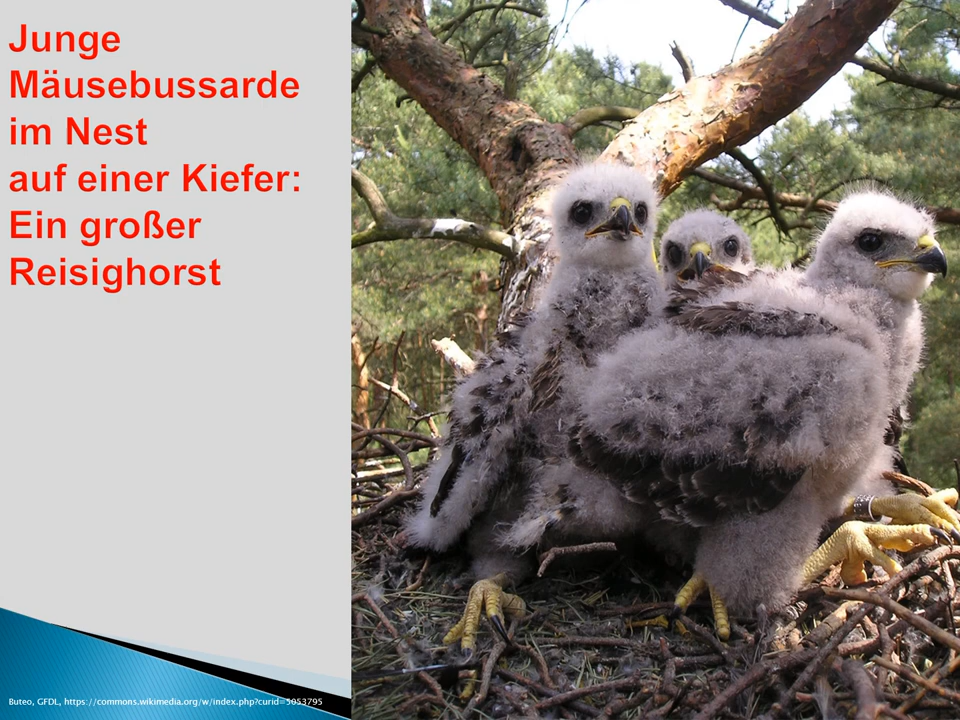 Junge
Mäusebussarde
im Nest
auf einer Kiefer:
Ein großer
Reisighorst
Buteo, GFDL, https://commons.wikimedia.org/w/index.php?curid=5053795